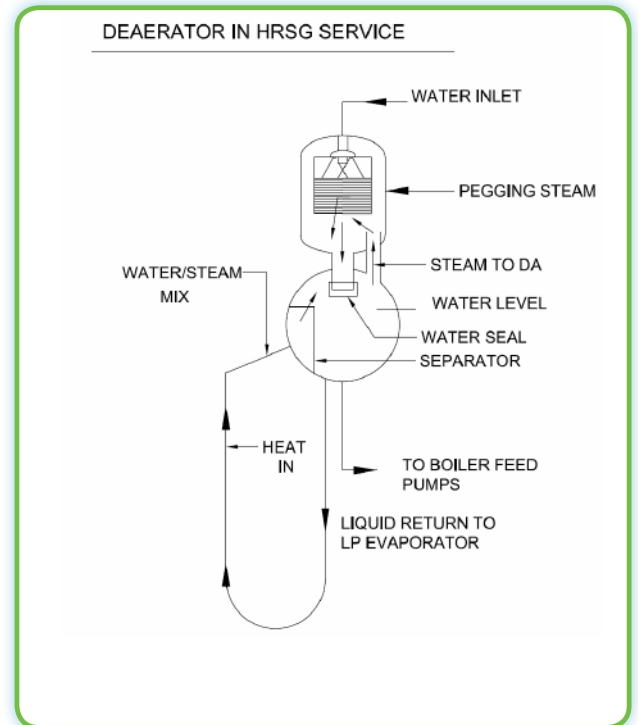 DEAERATOR IN HRSG SERVICE
WATER INLET
PEGGING STEAM
STEAM TO DA
WATER/STEAM
MIX
WATER LEVEL
WATER SEAL
SEPARATOR
HEAT
IN
TO BOILER FEED
PUMPS
LIQUID RETURN TO
LP EVAPORATOR